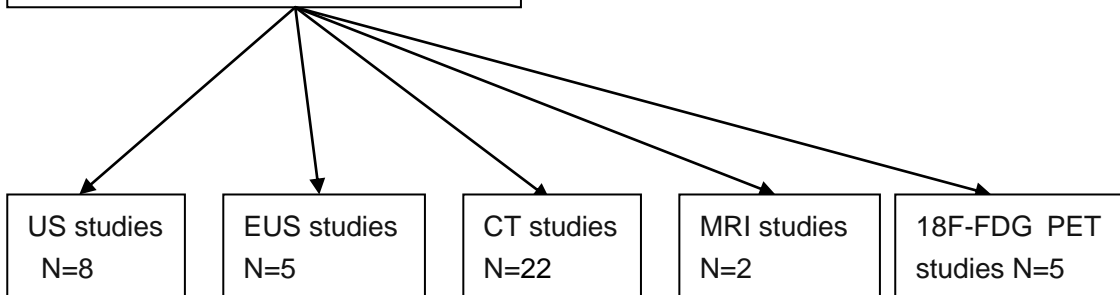 US studies
N=8
EUS studies
N=5
CT studies
N=22
MRI studies
N=2
18F-FDG PET
studies N=5